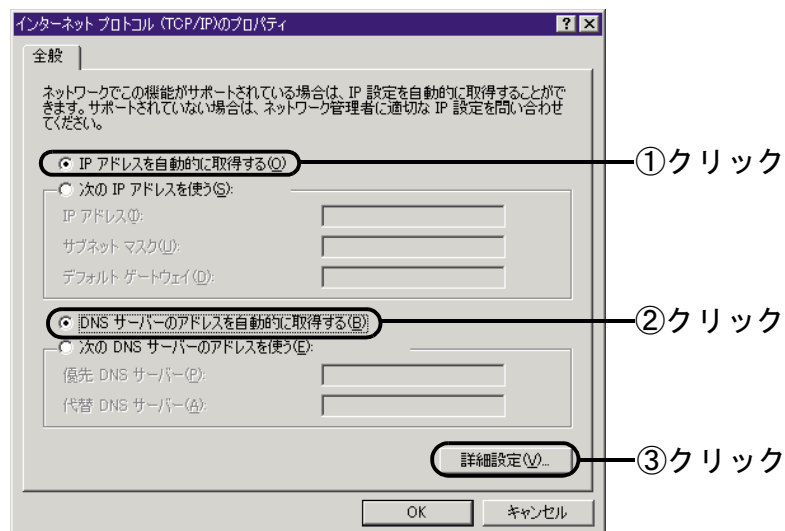 インターネット プロトコル (TCP/IP)のプロパティ
全般
ネットワークでこの機能がサポートされている場合は、IP 設定を自動的に取得することがで
きます。サポートされていない場合は、ネットワーク管理者に適切な IP 設定を問い合わせ
てください。
IP アドレスを自動的に取得する(O)
①クリック
次の IP アドレスを使う(S):
IP アドレス(I):
サブネット マスク(U):
デフォルト ゲートウェイ(D):
DNS サーバーのアドレスを自動的に取得する(B)
②クリック
次の DNS サーバーのアドレスを使う(E):
優先 DNS サーバー(P):
代替 DNS サーバー(A):
詳細設定(V)...
③クリック
OK
キャンセル